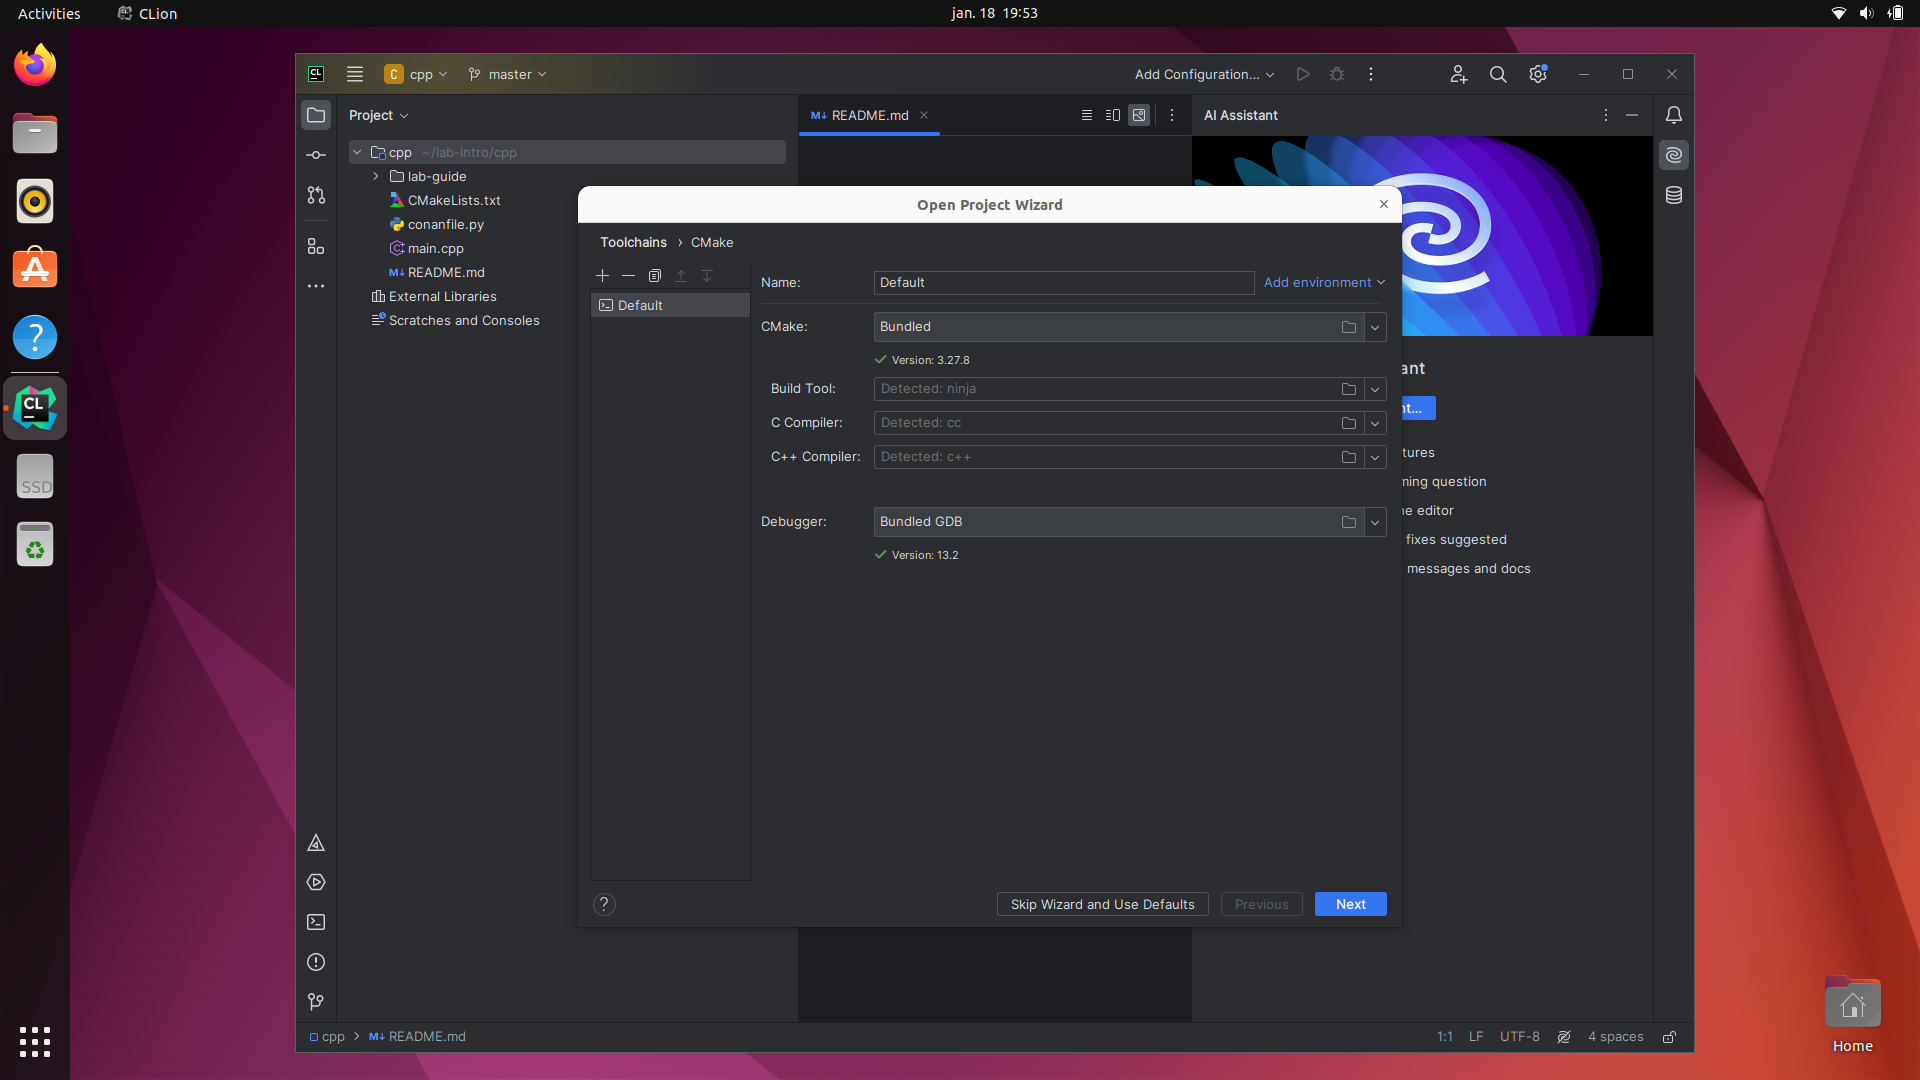 Activities
CLion
jan. 18 19:53
CL
C cpp
master
Add Configuration...
Project
README.md
AI Assistant
cpp ~/lab-intro/cpp
lab-guide
CMakeLists.txt
conanfile.py
main.cpp
README.md
External Libraries
Scratches and Consoles
Open Project Wizard
Toolchains › CMake
Default
Name:
Default
Add environment
CMake:
Bundled
Version: 3.27.8
Build Tool:
Detected: ninja
C Compiler:
Detected: cc
C++ Compiler:
Detected: c++
Debugger:
Bundled GDB
Version: 13.2
?
Skip Wizard and Use Defaults
Previous
Next
ant
nt...
tures
ming question
ne editor
fixes suggested
messages and docs
CL
SSD
cpp
README.md
1:1
LF
UTF-8
4 spaces
Home